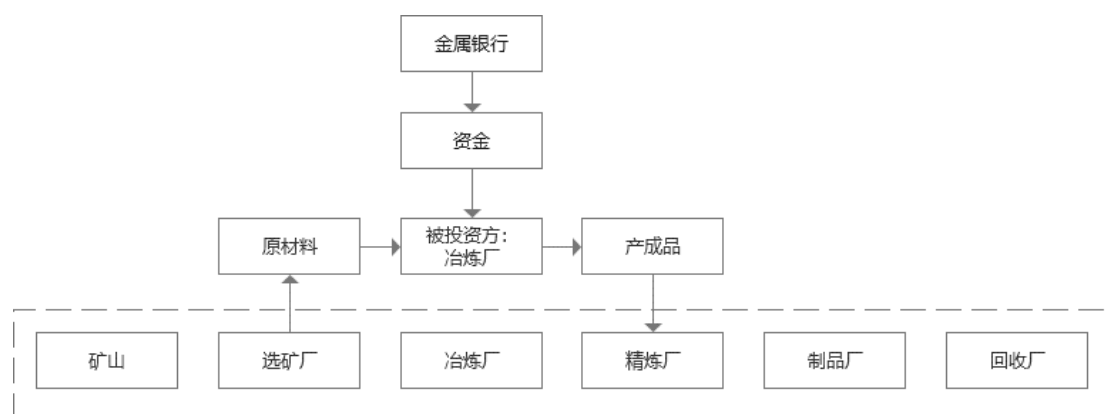 金属银行
资金
原材料
被投资方：
冶炼厂
产成品
矿山
选矿厂
冶炼厂
精炼厂
制品厂
回收厂